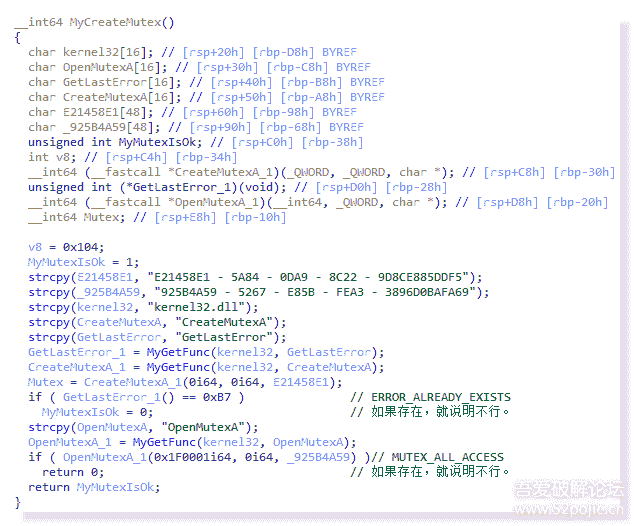 __int64 MyCreateMutex()
{
char kernel32[16]; // [rsp+20h] [rbp-D8h] BYREF
char OpenMutexA[16]; // [rsp+30h] [rbp-C8h] BYREF
char GetLastError[16]; // [rsp+40h] [rbp-B8h] BYREF
char CreateMutexA[16]; // [rsp+50h] [rbp-A8h] BYREF
char E21458E1[48]; // [rsp+60h] [rbp-98h] BYREF
char _925B4A59[48]; // [rsp+90h] [rbp-68h] BYREF
unsigned int MyMutexIsOk; // [rsp+C0h] [rbp-38h]
int v8; // [rsp+C4h] [rbp-34h]
__int64 (__fastcall *CreateMutexA_1)(_QWORD, _QWORD, char *); // [rsp+C8h] [rbp-30h]
unsigned int (*GetLastError_1)(void); // [rsp+D0h] [rbp-28h]
__int64 (__fastcall *OpenMutexA_1)(__int64, _QWORD, char *); // [rsp+D8h] [rbp-20h]
__int64 Mutex; // [rsp+E8h] [rbp-10h]
v8 = 0x104;
MyMutexIsOk = 1;
strcpy(E21458E1, "E21458E1 - 5A84 - 0DA9 - 8C22 - 9D8CE885DDF5");
strcpy(_925B4A59, "925B4A59 - 5267 - E85B - FEA3 - 3896D0BAFA69");
strcpy(kernel32, "kernel32.dll");
strcpy(CreateMutexA, "CreateMutexA");
strcpy(GetLastError, "GetLastError");
GetLastError_1 = MyGetFunc(kernel32, GetLastError);
CreateMutexA_1 = MyGetFunc(kernel32, CreateMutexA);
Mutex = CreateMutexA_1(0i64, 0i64, E21458E1);
if ( GetLastError_1() == 0xB7 ) // ERROR_ALREADY_EXISTS
MyMutexIsOk = 0; // 如果存在，就说明不行。
strcpy(OpenMutexA, "OpenMutexA");
OpenMutexA_1 = MyGetFunc(kernel32, OpenMutexA);
if ( OpenMutexA_1(0x1F0001i64, 0i64, _925B4A59) )// MUTEX_ALL_ACCESS
return 0; // 如果存在，就说明不行。
return MyMutexIsOk;
}
吾爱破解论坛
www.52pojie.cn